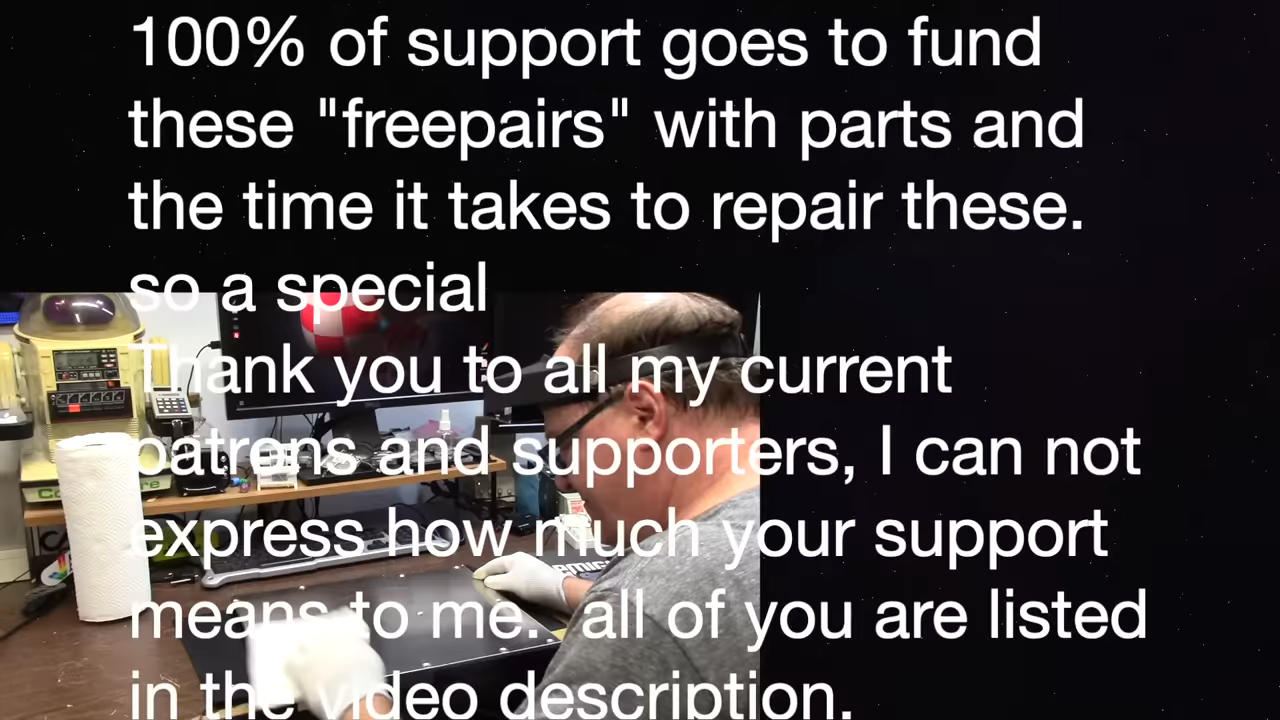 100% of support goes to fund
these "freepairs" with parts and
the time it takes to repair these.
so a special
Thank you to all my current
patrons and supporters, I can not
express how much your support
means to me. all of you are listed
in the video description.